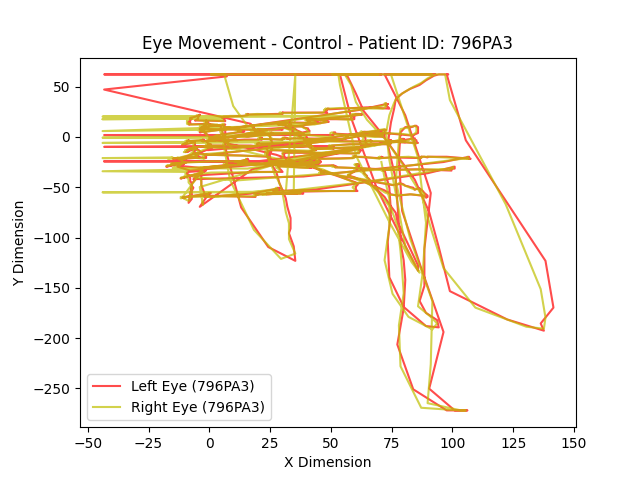 Eye Movement - Control - Patient ID: 796PA3
Y Dimension
50
0
−50
−100
−150
−200
−250
Left Eye (796PA3)
Right Eye (796PA3)
−50 −25 0 25 50 75 100 125 150
X Dimension